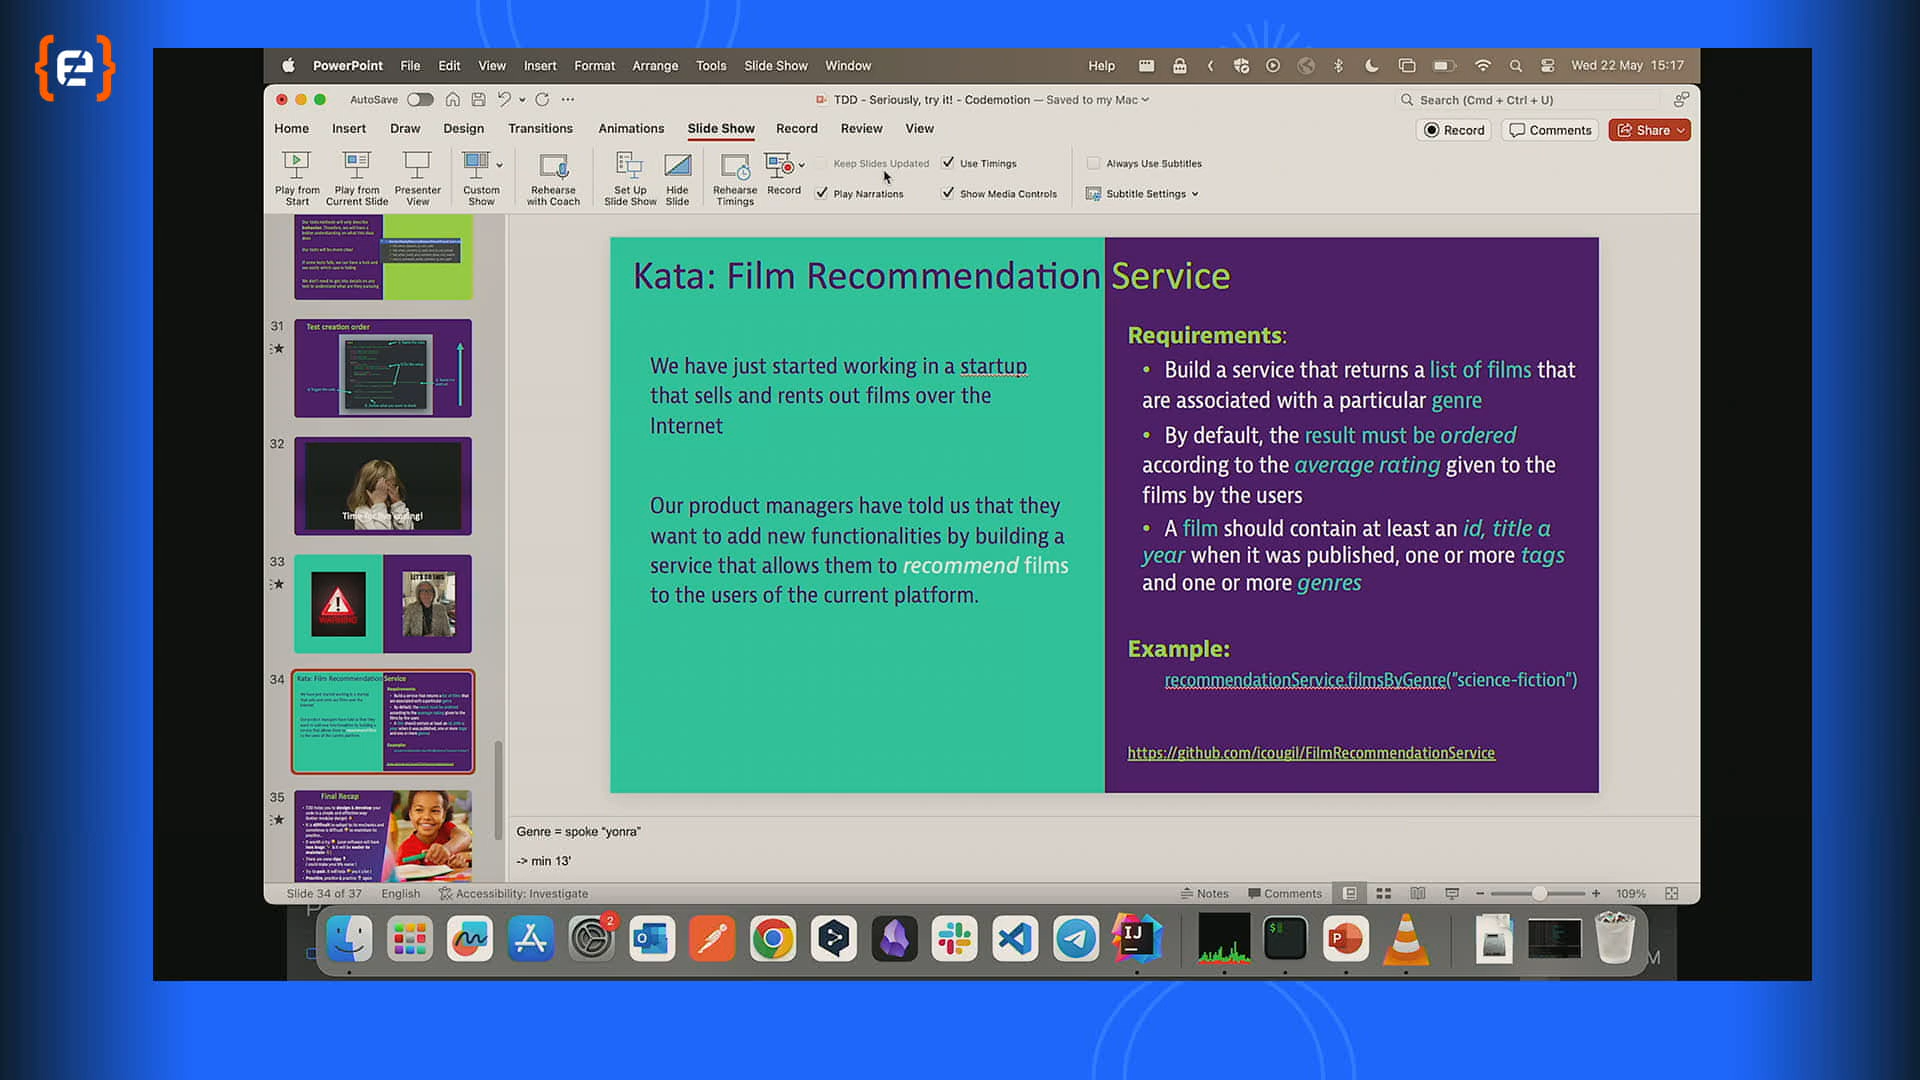 PowerPoint File Edit View Insert Format Arrange Tools Slide Show Window Help Wed 22 May 15:17
AutoSave TDD - Seriously, try it! - Codemotion — Saved to my Mac Search (Cmd + Ctrl + U)
Home Insert Draw Design Transitions Animations Slide Show Record Review View Record Comments Share
Play from Start
Play from Current Slide
Presenter View
Custom Show
Rehearse with Coach
Set Up Slide Show
Hide Slide
Rehearse Timings
Record
Keep Slides Updated
Use Timings
Play Narrations
Show Media Controls
Always Use Subtitles
Subtitle Settings
31
Test creation order
32
33
WARNING
34
Kata: Film Recommendation Service
35
Final Recap
Kata: Film Recommendation Service
We have just started working in a startup
that sells and rents out films over the
Internet
Our product managers have told us that they
want to add new functionalities by building a
service that allows them to recommend films
to the users of the current platform.
Requirements:
• Build a service that returns a list of films that
are associated with a particular genre
• By default, the result must be ordered
according to the average rating given to the
films by the users
• A film should contain at least an id, title a
year when it was published, one or more tags
and one or more genres
Example:
recommendationService.filmsByGenre("science-fiction")
https://github.com/icougil/FilmRecommendationService
Genre = spoke "yonra"
-> min 13'
Slide 34 of 37 English Accessibility: Investigate Notes Comments 109%
2
IJ